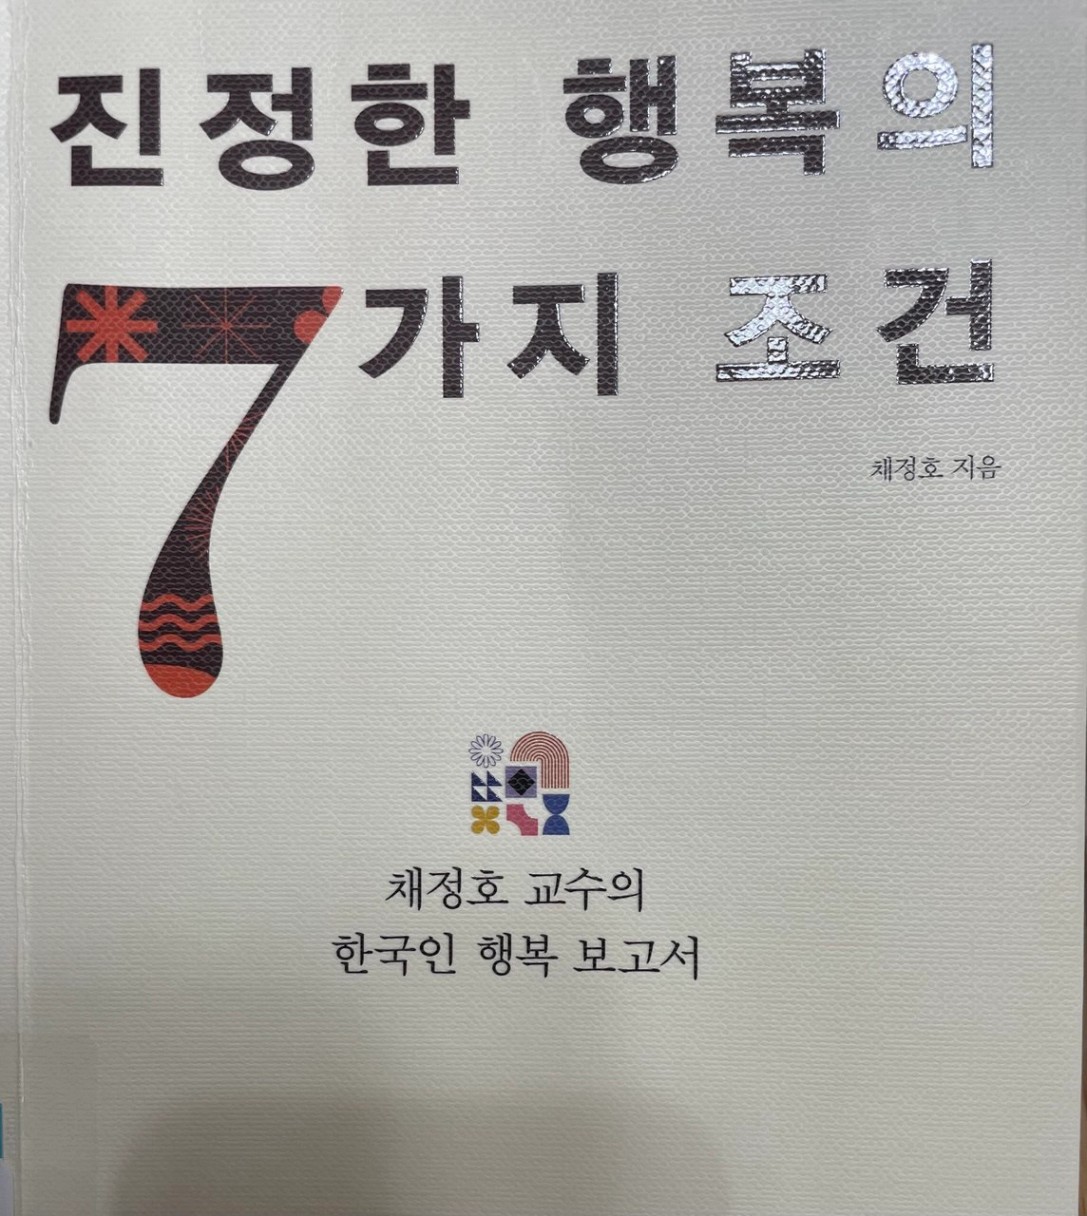 진정한 행복의
7가지 조건
채정호 지음
채정호 교수의
한국인 행복 보고서